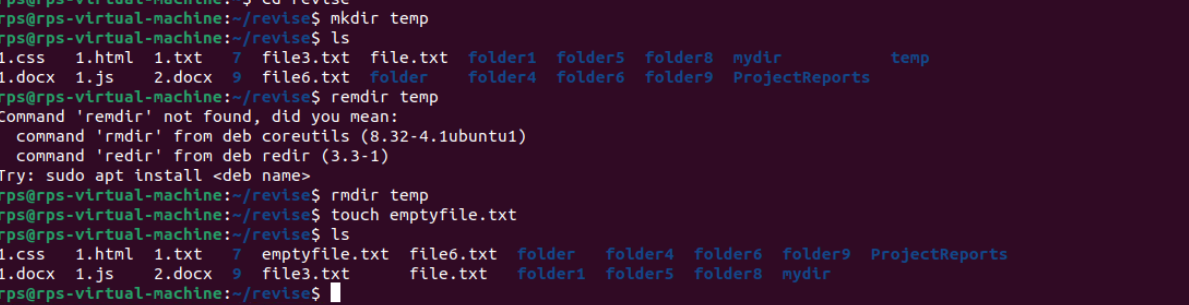 rps@rps-virtual-machine:~/revise$ cd revise
rps@rps-virtual-machine:~/revise$ mkdir temp
rps@rps-virtual-machine:~/revise$ ls
1.css 1.html 1.txt 7 file3.txt file.txt folder1 folder5 folder8 mydir temp
1.docx 1.js 2.docx 9 file6.txt folder folder4 folder6 folder9 ProjectReports
rps@rps-virtual-machine:~/revise$ remdir temp
Command 'remdir' not found, did you mean:
command 'rmdir' from deb coreutils (8.32-4.1ubuntu1)
command 'redir' from deb redir (3.3-1)
Try: sudo apt install <deb name>
rps@rps-virtual-machine:~/revise$ rmdir temp
rps@rps-virtual-machine:~/revise$ touch emptyfile.txt
rps@rps-virtual-machine:~/revise$ ls
1.css 1.html 1.txt 7 emptyfile.txt file6.txt folder folder4 folder6 folder9 ProjectReports
1.docx 1.js 2.docx 9 file3.txt file.txt folder1 folder5 folder8 mydir
rps@rps-virtual-machine:~/revise$